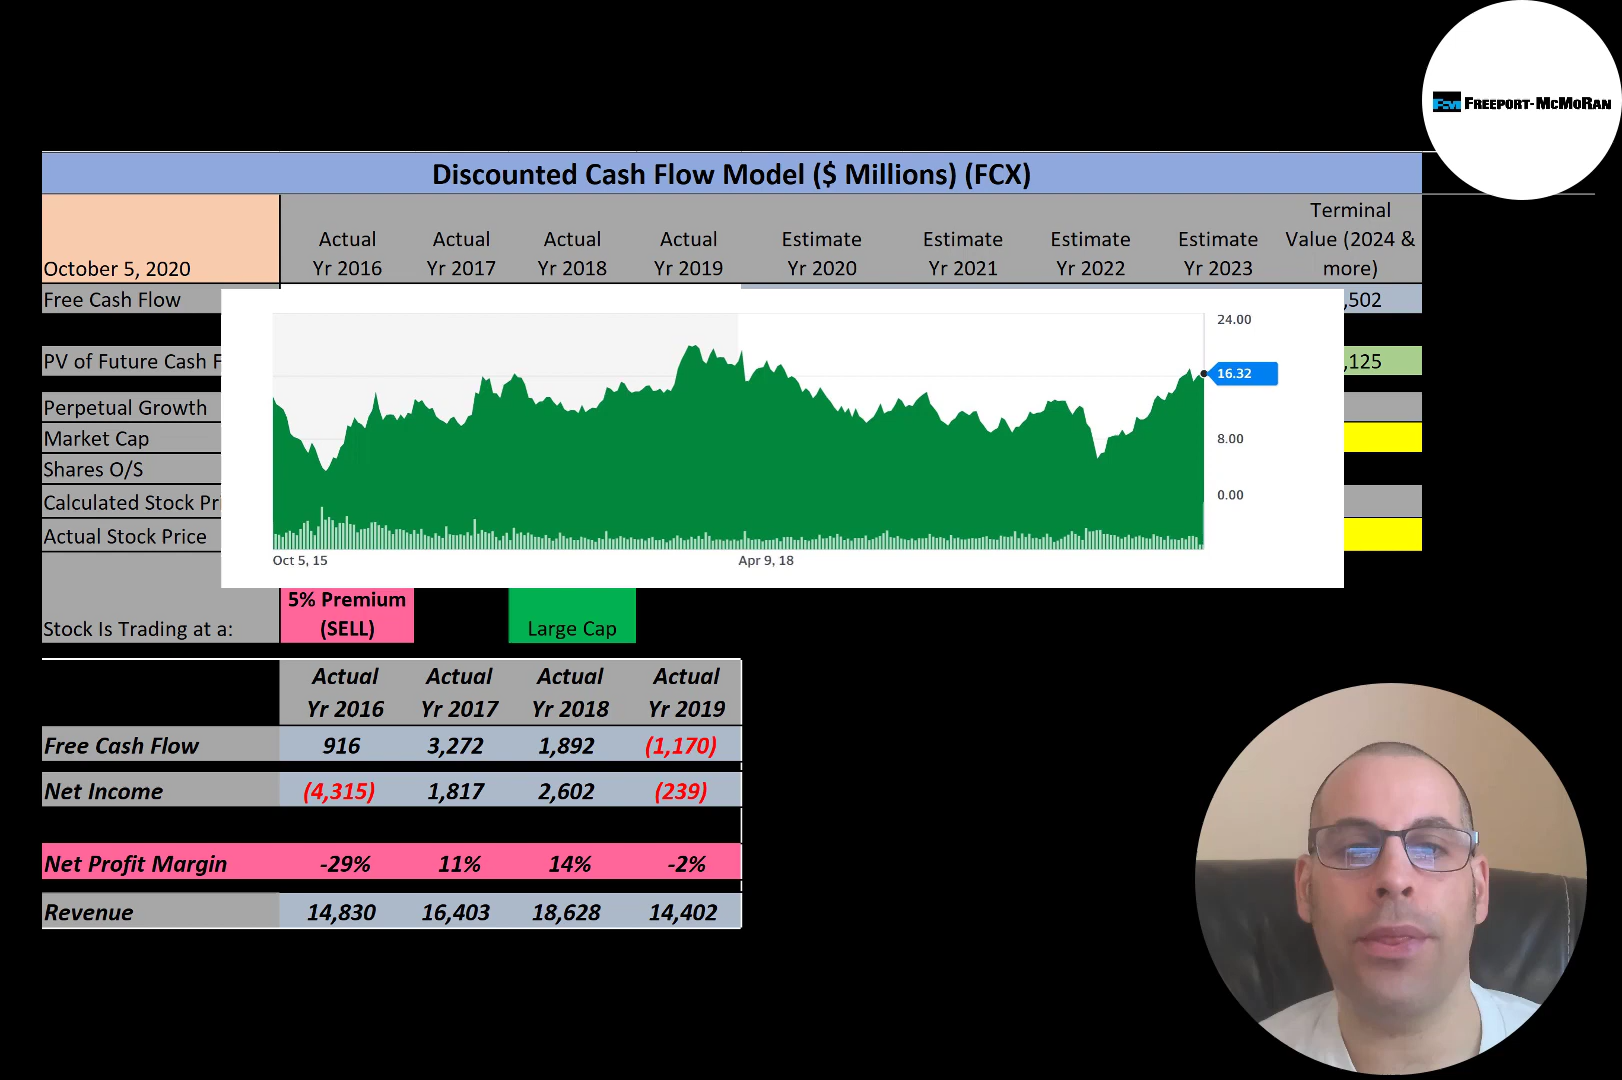 FCX FREEPORT-McMoRAN
Discounted Cash Flow Model ($ Millions) (FCX)
October 5, 2020
Actual Yr 2016
Actual Yr 2017
Actual Yr 2018
Actual Yr 2019
Estimate Yr 2020
Estimate Yr 2021
Estimate Yr 2022
Estimate Yr 2023
Terminal Value (2024 & more)
Free Cash Flow ,502
PV of Future Cash F ,125
Perpetual Growth
Market Cap
Shares O/S
Calculated Stock Pri
Actual Stock Price
24.00
16.32
8.00
0.00
Oct 5, 15 Apr 9, 18
Stock Is Trading at a: 5% Premium (SELL) Large Cap
Actual Yr 2016
Actual Yr 2017
Actual Yr 2018
Actual Yr 2019
Free Cash Flow 916 3,272 1,892 (1,170)
Net Income (4,315) 1,817 2,602 (239)
Net Profit Margin -29% 11% 14% -2%
Revenue 14,830 16,403 18,628 14,402